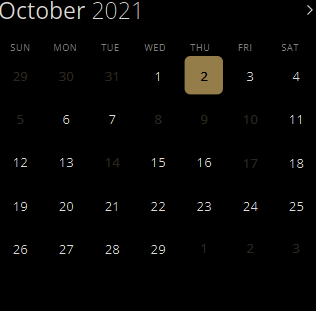 October 2021 >
SUN MON TUE WED THU FRI SAT
29 30 31 1 2 3 4
5 6 7 8 9 10 11
12 13 14 15 16 17 18
19 20 21 22 23 24 25
26 27 28 29 1 2 3